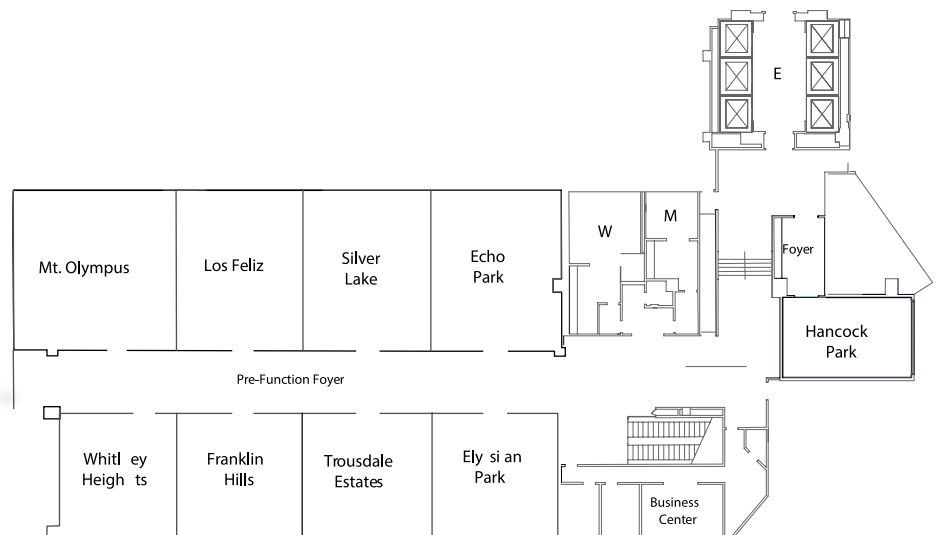 E
W
M
Foyer
Mt. Olympus
Los Feliz
Silver
Lake
Echo
Park
Hancock
Park
Pre-Function Foyer
Whitl ey
Heigh ts
Franklin
Hills
Trousdale
Estates
Ely si an
Park
Business
Center